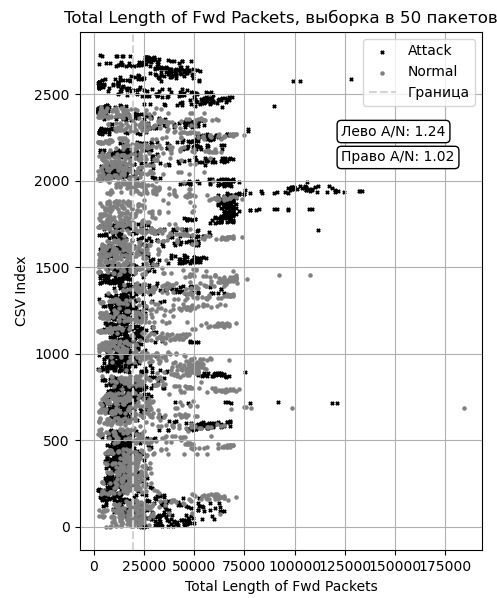 Total Length of Fwd Packets, выборка в 50 пакетов
Attack
Normal
Граница
Лево A/N: 1.24
Право A/N: 1.02
2500
2000
1500
1000
500
0
CSV Index
0 25000 50000 75000 100000 125000 150000 175000
Total Length of Fwd Packets